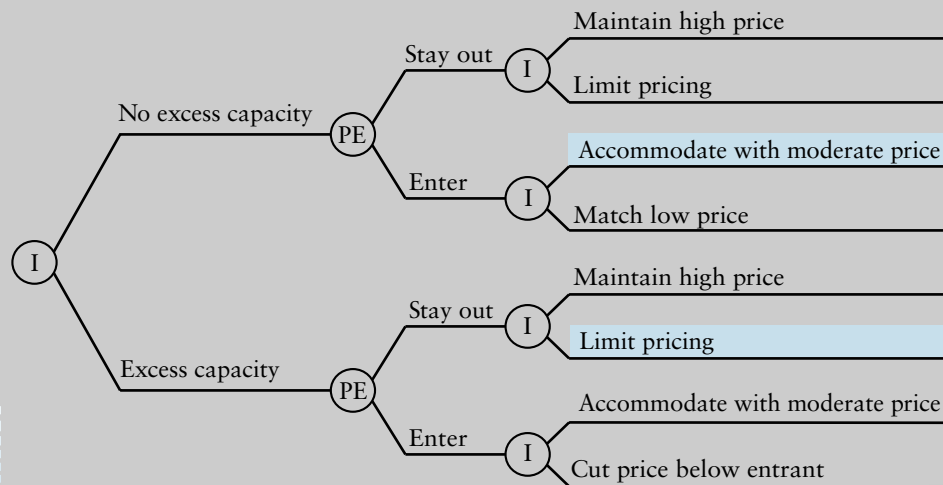 Maintain high price
Stay out
I
Limit pricing
No excess capacity
PE
Accommodate with moderate price
Enter
I
Match low price
I
Maintain high price
Stay out
I
Limit pricing
Excess capacity
PE
Accommodate with moderate price
Enter
I
Cut price below entrant